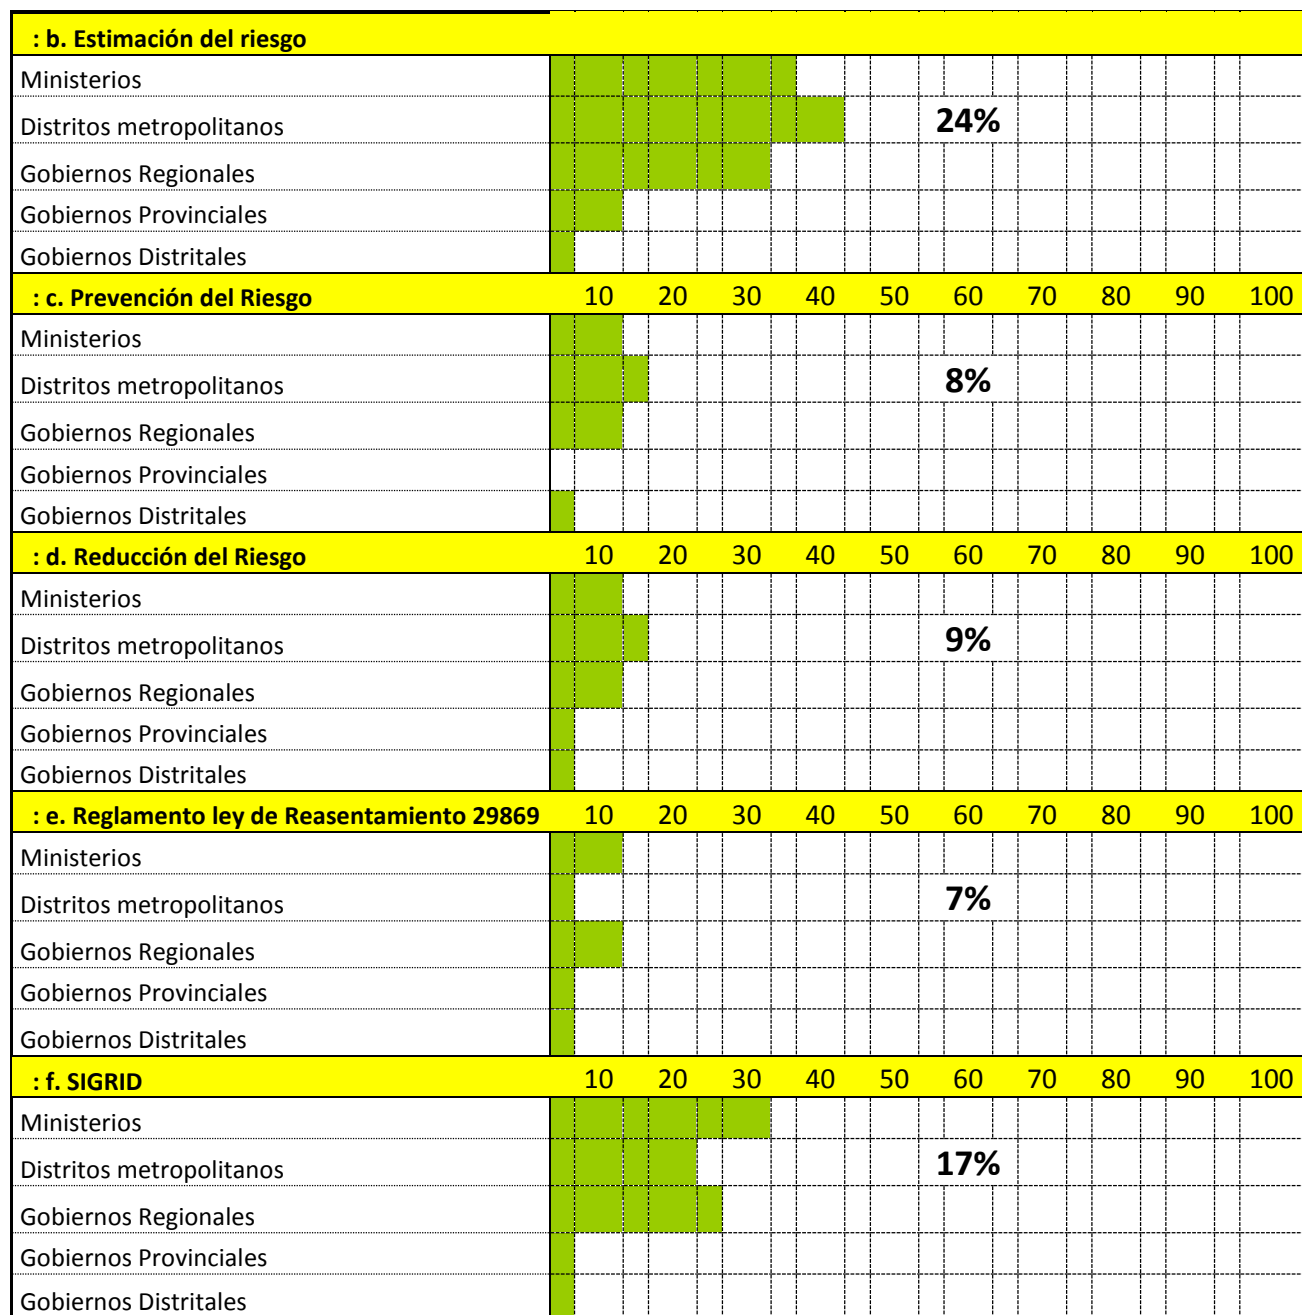 : b. Estimación del riesgo
Ministerios
Distritos metropolitanos 24%
Gobiernos Regionales
Gobiernos Provinciales
Gobiernos Distritales
: c. Prevención del Riesgo 10 20 30 40 50 60 70 80 90 100
Ministerios
Distritos metropolitanos 8%
Gobiernos Regionales
Gobiernos Provinciales
Gobiernos Distritales
: d. Reducción del Riesgo 10 20 30 40 50 60 70 80 90 100
Ministerios
Distritos metropolitanos 9%
Gobiernos Regionales
Gobiernos Provinciales
Gobiernos Distritales
: e. Reglamento ley de Reasentamiento 29869 10 20 30 40 50 60 70 80 90 100
Ministerios
Distritos metropolitanos 7%
Gobiernos Regionales
Gobiernos Provinciales
Gobiernos Distritales
: f. SIGRID 10 20 30 40 50 60 70 80 90 100
Ministerios
Distritos metropolitanos 17%
Gobiernos Regionales
Gobiernos Provinciales
Gobiernos Distritales